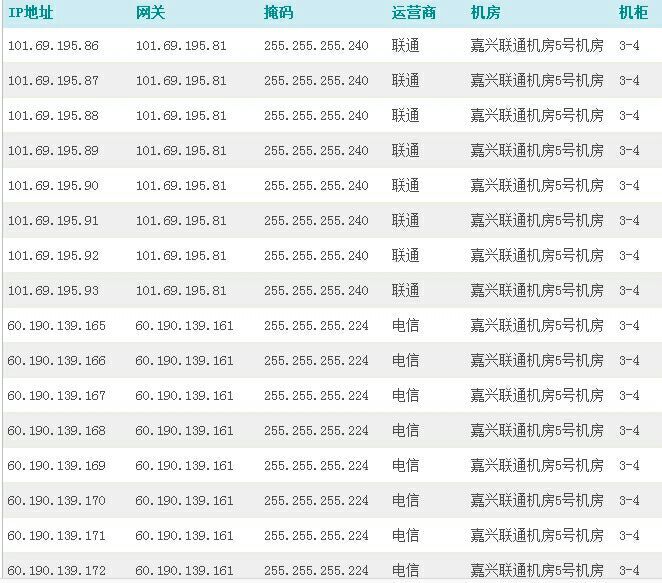 IP地址 网关 掩码 运营商 机房 机柜
101.69.195.86 101.69.195.81 255.255.255.240 联通 嘉兴联通机房5号机房 3-4
101.69.195.87 101.69.195.81 255.255.255.240 联通 嘉兴联通机房5号机房 3-4
101.69.195.88 101.69.195.81 255.255.255.240 联通 嘉兴联通机房5号机房 3-4
101.69.195.89 101.69.195.81 255.255.255.240 联通 嘉兴联通机房5号机房 3-4
101.69.195.90 101.69.195.81 255.255.255.240 联通 嘉兴联通机房5号机房 3-4
101.69.195.91 101.69.195.81 255.255.255.240 联通 嘉兴联通机房5号机房 3-4
101.69.195.92 101.69.195.81 255.255.255.240 联通 嘉兴联通机房5号机房 3-4
101.69.195.93 101.69.195.81 255.255.255.240 联通 嘉兴联通机房5号机房 3-4
60.190.139.165 60.190.139.161 255.255.255.224 电信 嘉兴联通机房5号机房 3-4
60.190.139.166 60.190.139.161 255.255.255.224 电信 嘉兴联通机房5号机房 3-4
60.190.139.167 60.190.139.161 255.255.255.224 电信 嘉兴联通机房5号机房 3-4
60.190.139.168 60.190.139.161 255.255.255.224 电信 嘉兴联通机房5号机房 3-4
60.190.139.169 60.190.139.161 255.255.255.224 电信 嘉兴联通机房5号机房 3-4
60.190.139.170 60.190.139.161 255.255.255.224 电信 嘉兴联通机房5号机房 3-4
60.190.139.171 60.190.139.161 255.255.255.224 电信 嘉兴联通机房5号机房 3-4
60.190.139.172 60.190.139.161 255.255.255.224 电信 嘉兴联通机房5号机房 3-4